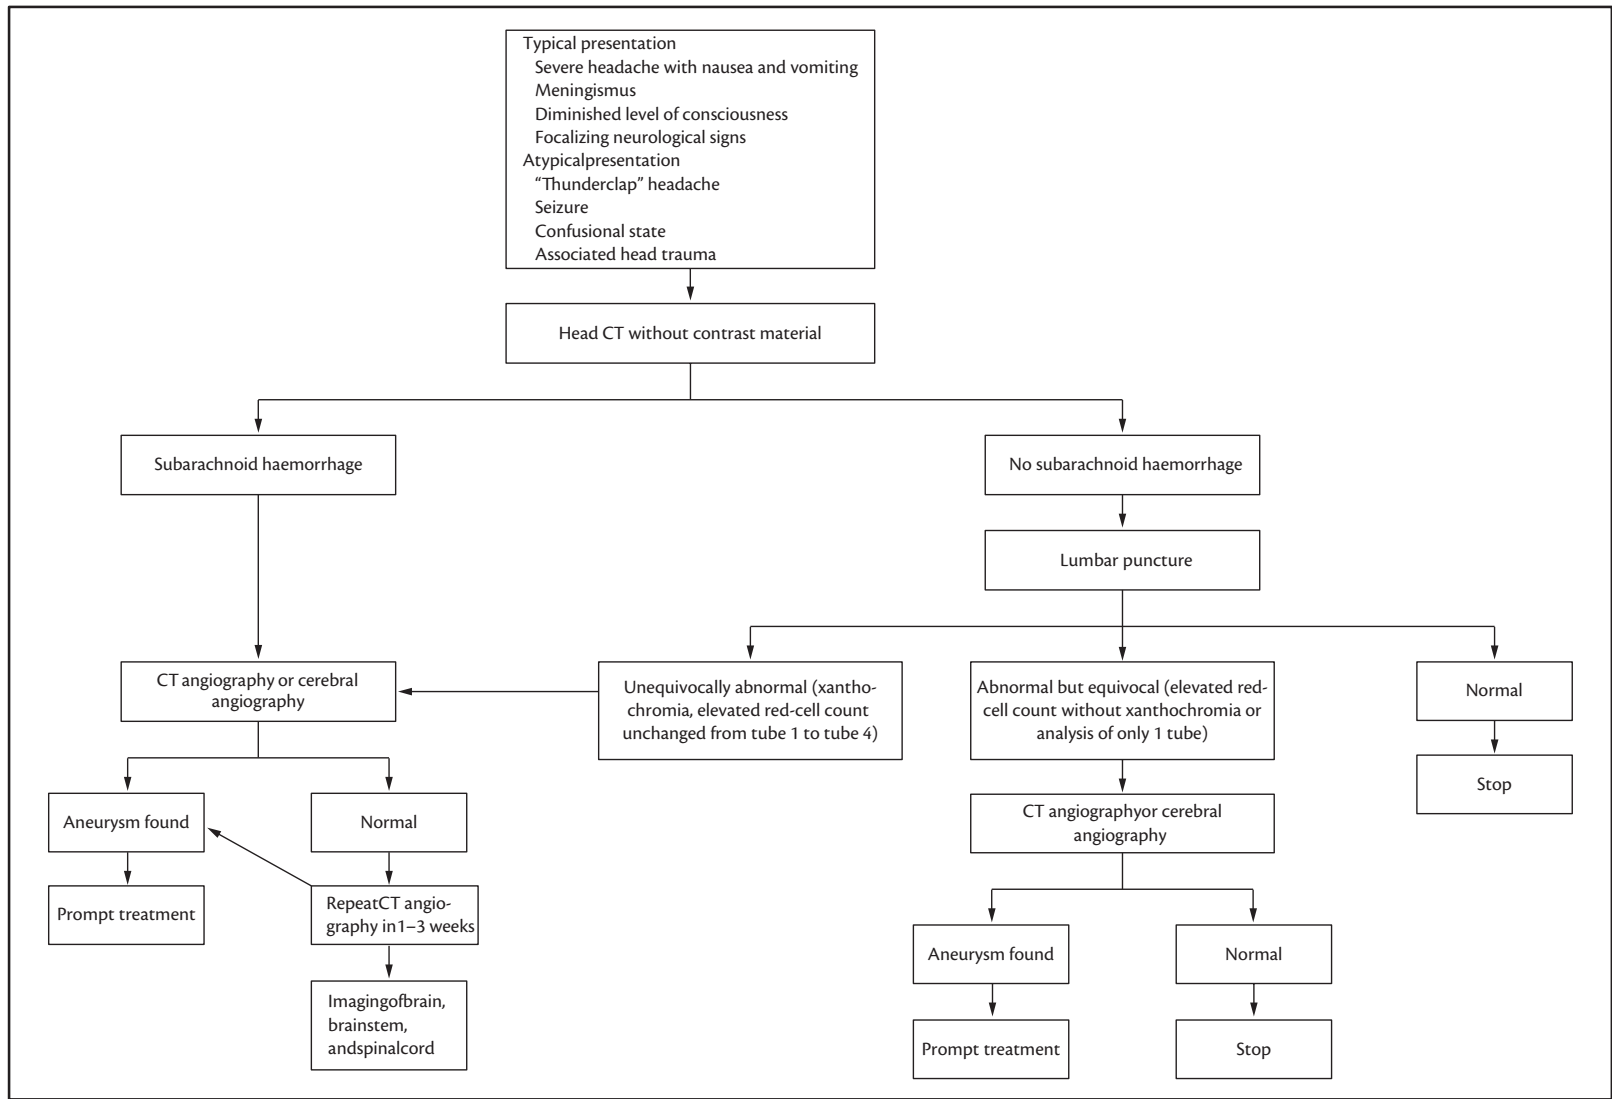 Typical presentation
Severe headache with nausea and vomiting
Meningismus
Diminished level of consciousness
Focalizing neurological signs
Atypicalpresentation
“Thunderclap” headache
Seizure
Confusional state
Associated head trauma
Head CT without contrast material
Subarachnoid haemorrhage
No subarachnoid haemorrhage
Lumbar puncture
CT angiography or cerebral
angiography
Unequivocally abnormal (xantho-
chromia, elevated red-cell count
unchanged from tube 1 to tube 4)
Abnormal but equivocal (elevated red-
cell count without xanthochromia or
analysis of only 1 tube)
Normal
Stop
Aneurysm found
Normal
CT angiographyor cerebral
angiography
Prompt treatment
RepeatCT angio-
graphy in1–3 weeks
Aneurysm found
Normal
Imagingofbrain,
brainstem,
andspinalcord
Prompt treatment
Stop